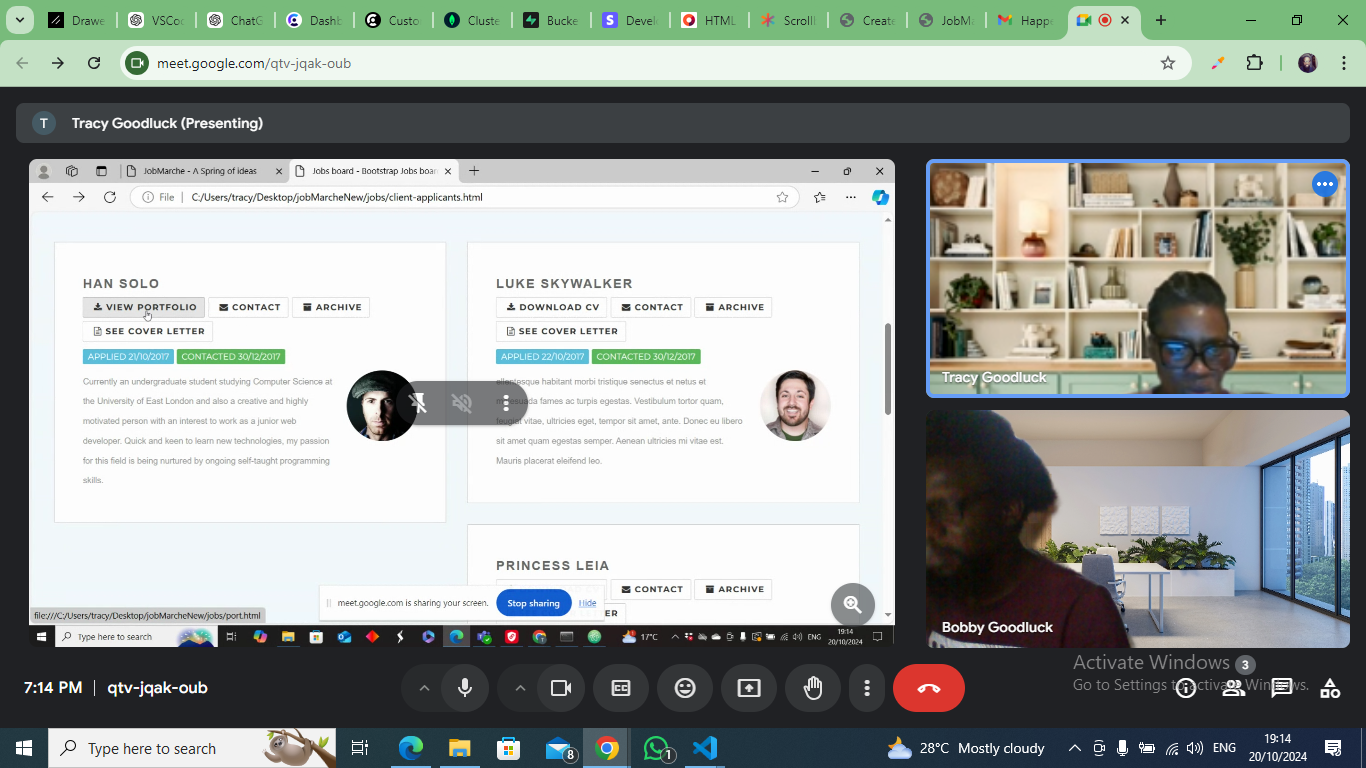 Drawe
VSCoc
ChatG
Dashb
Custo
Cluste
Bucke
Devel
HTML
Scrolll
Create
JobMa
Happe
meet.google.com/qtv-jqak-oub
T Tracy Goodluck (Presenting)
JobMarche - A Spring of ideas
Jobs board - Bootstrap Jobs boar
File C:/Users/tracy/Desktop/jobMarcheNew/jobs/client-applicants.html
HAN SOLO
VIEW PORTFOLIO CONTACT ARCHIVE
SEE COVER LETTER
APPLIED 21/10/2017 CONTACTED 30/12/2017
Currently an undergraduate student studying Computer Science at
the University of East London and also a creative and highly
motivated person with an interest to work as a junior web
developer. Quick and keen to learn new technologies, my passion
for this field is being nurtured by ongoing self-taught programming
skills.
LUKE SKYWALKER
DOWNLOAD CV CONTACT ARCHIVE
SEE COVER LETTER
APPLIED 22/10/2017 CONTACTED 30/12/2017
ellentesque habitant morbi tristique senectus et netus et
fames ac turpis egestas. Vestibulum tortor quam,
vitae, ultricies eget, tempor sit amet, ante. Donec eu libero
sit amet quam egestas semper. Aenean ultricies mi vitae est.
Mauris placerat eleifend leo.
PRINCESS LEIA
CONTACT ARCHIVE
ER
meet.google.com is sharing your screen. Stop sharing Hide
file:///C:/Users/tracy/Desktop/jobMarcheNew/jobs/port.html
Type here to search
17°C
ENG
19:14
20/10/2024
Tracy Goodluck
Bobby Goodluck
7:14 PM | qtv-jqak-oub
3
Activate Windows
Go to Settings to activate Windows.
Type here to search
8
1
28°C Mostly cloudy
ENG
19:14
20/10/2024